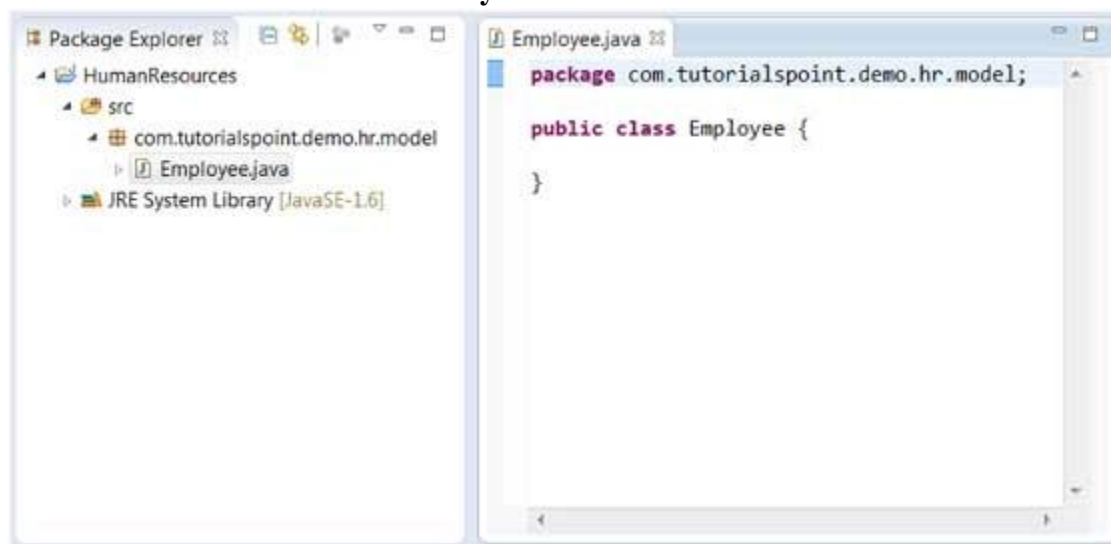 Package Explorer
HumanResources
src
com.tutorialspoint.demo.hr.model
Employee.java
JRE System Library [JavaSE-1.6]
Employee.java
package com.tutorialspoint.demo.hr.model;
public class Employee {
}